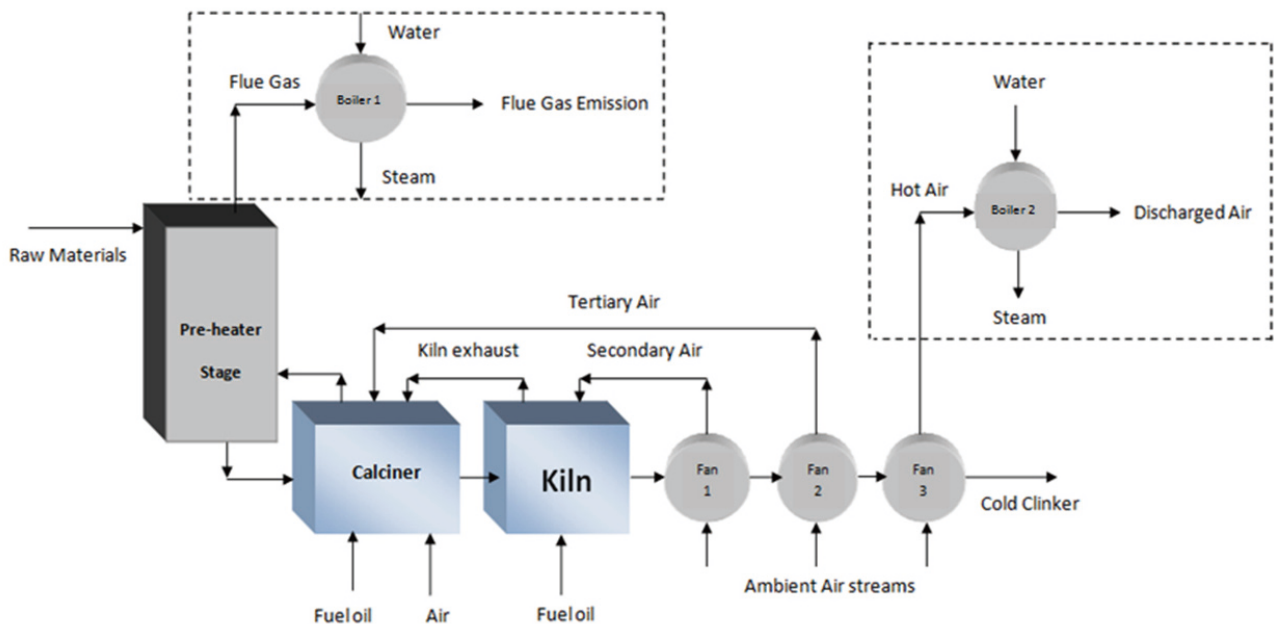 Water
Flue Gas
Boiler 1
Flue Gas Emission
Steam
Water
Hot Air
Boiler 2
Discharged Air
Steam
Raw Materials
Pre-heater
Stage
Tertiary Air
Kiln exhaust
Secondary Air
Calciner
Kiln
Fan
1
Fan
2
Fan
3
Cold Clinker
Fuel oil
Air
Fuel oil
Ambient Air streams